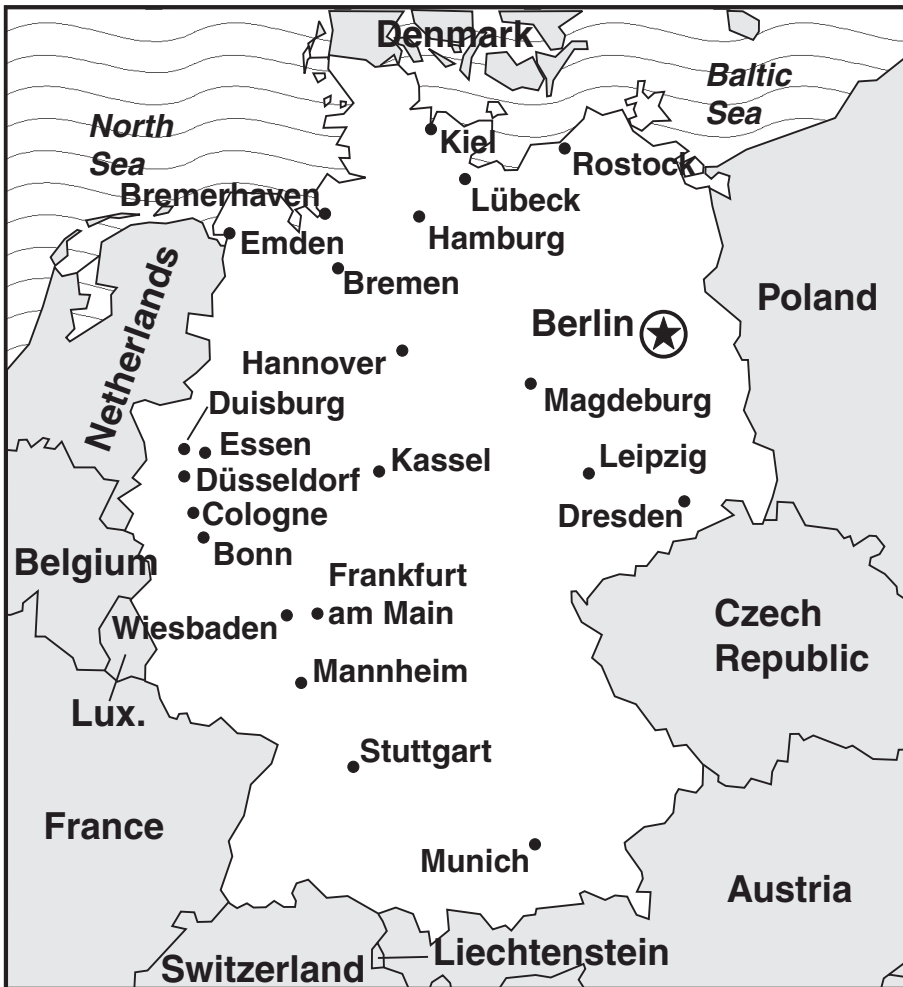 Denmark
Baltic
Sea
North
Sea
Kiel
Rostock
Bremerhaven
Lübeck
Emden
Hamburg
Bremen
Netherlands
Poland
Berlin
Hannover
Duisburg
Magdeburg
Essen
Kassel
Leipzig
Düsseldorf
Cologne
Dresden
Bonn
Belgium
Frankfurt
am Main
Wiesbaden
Czech
Republic
Mannheim
Lux.
Stuttgart
France
Munich
Austria
Liechtenstein
Switzerland